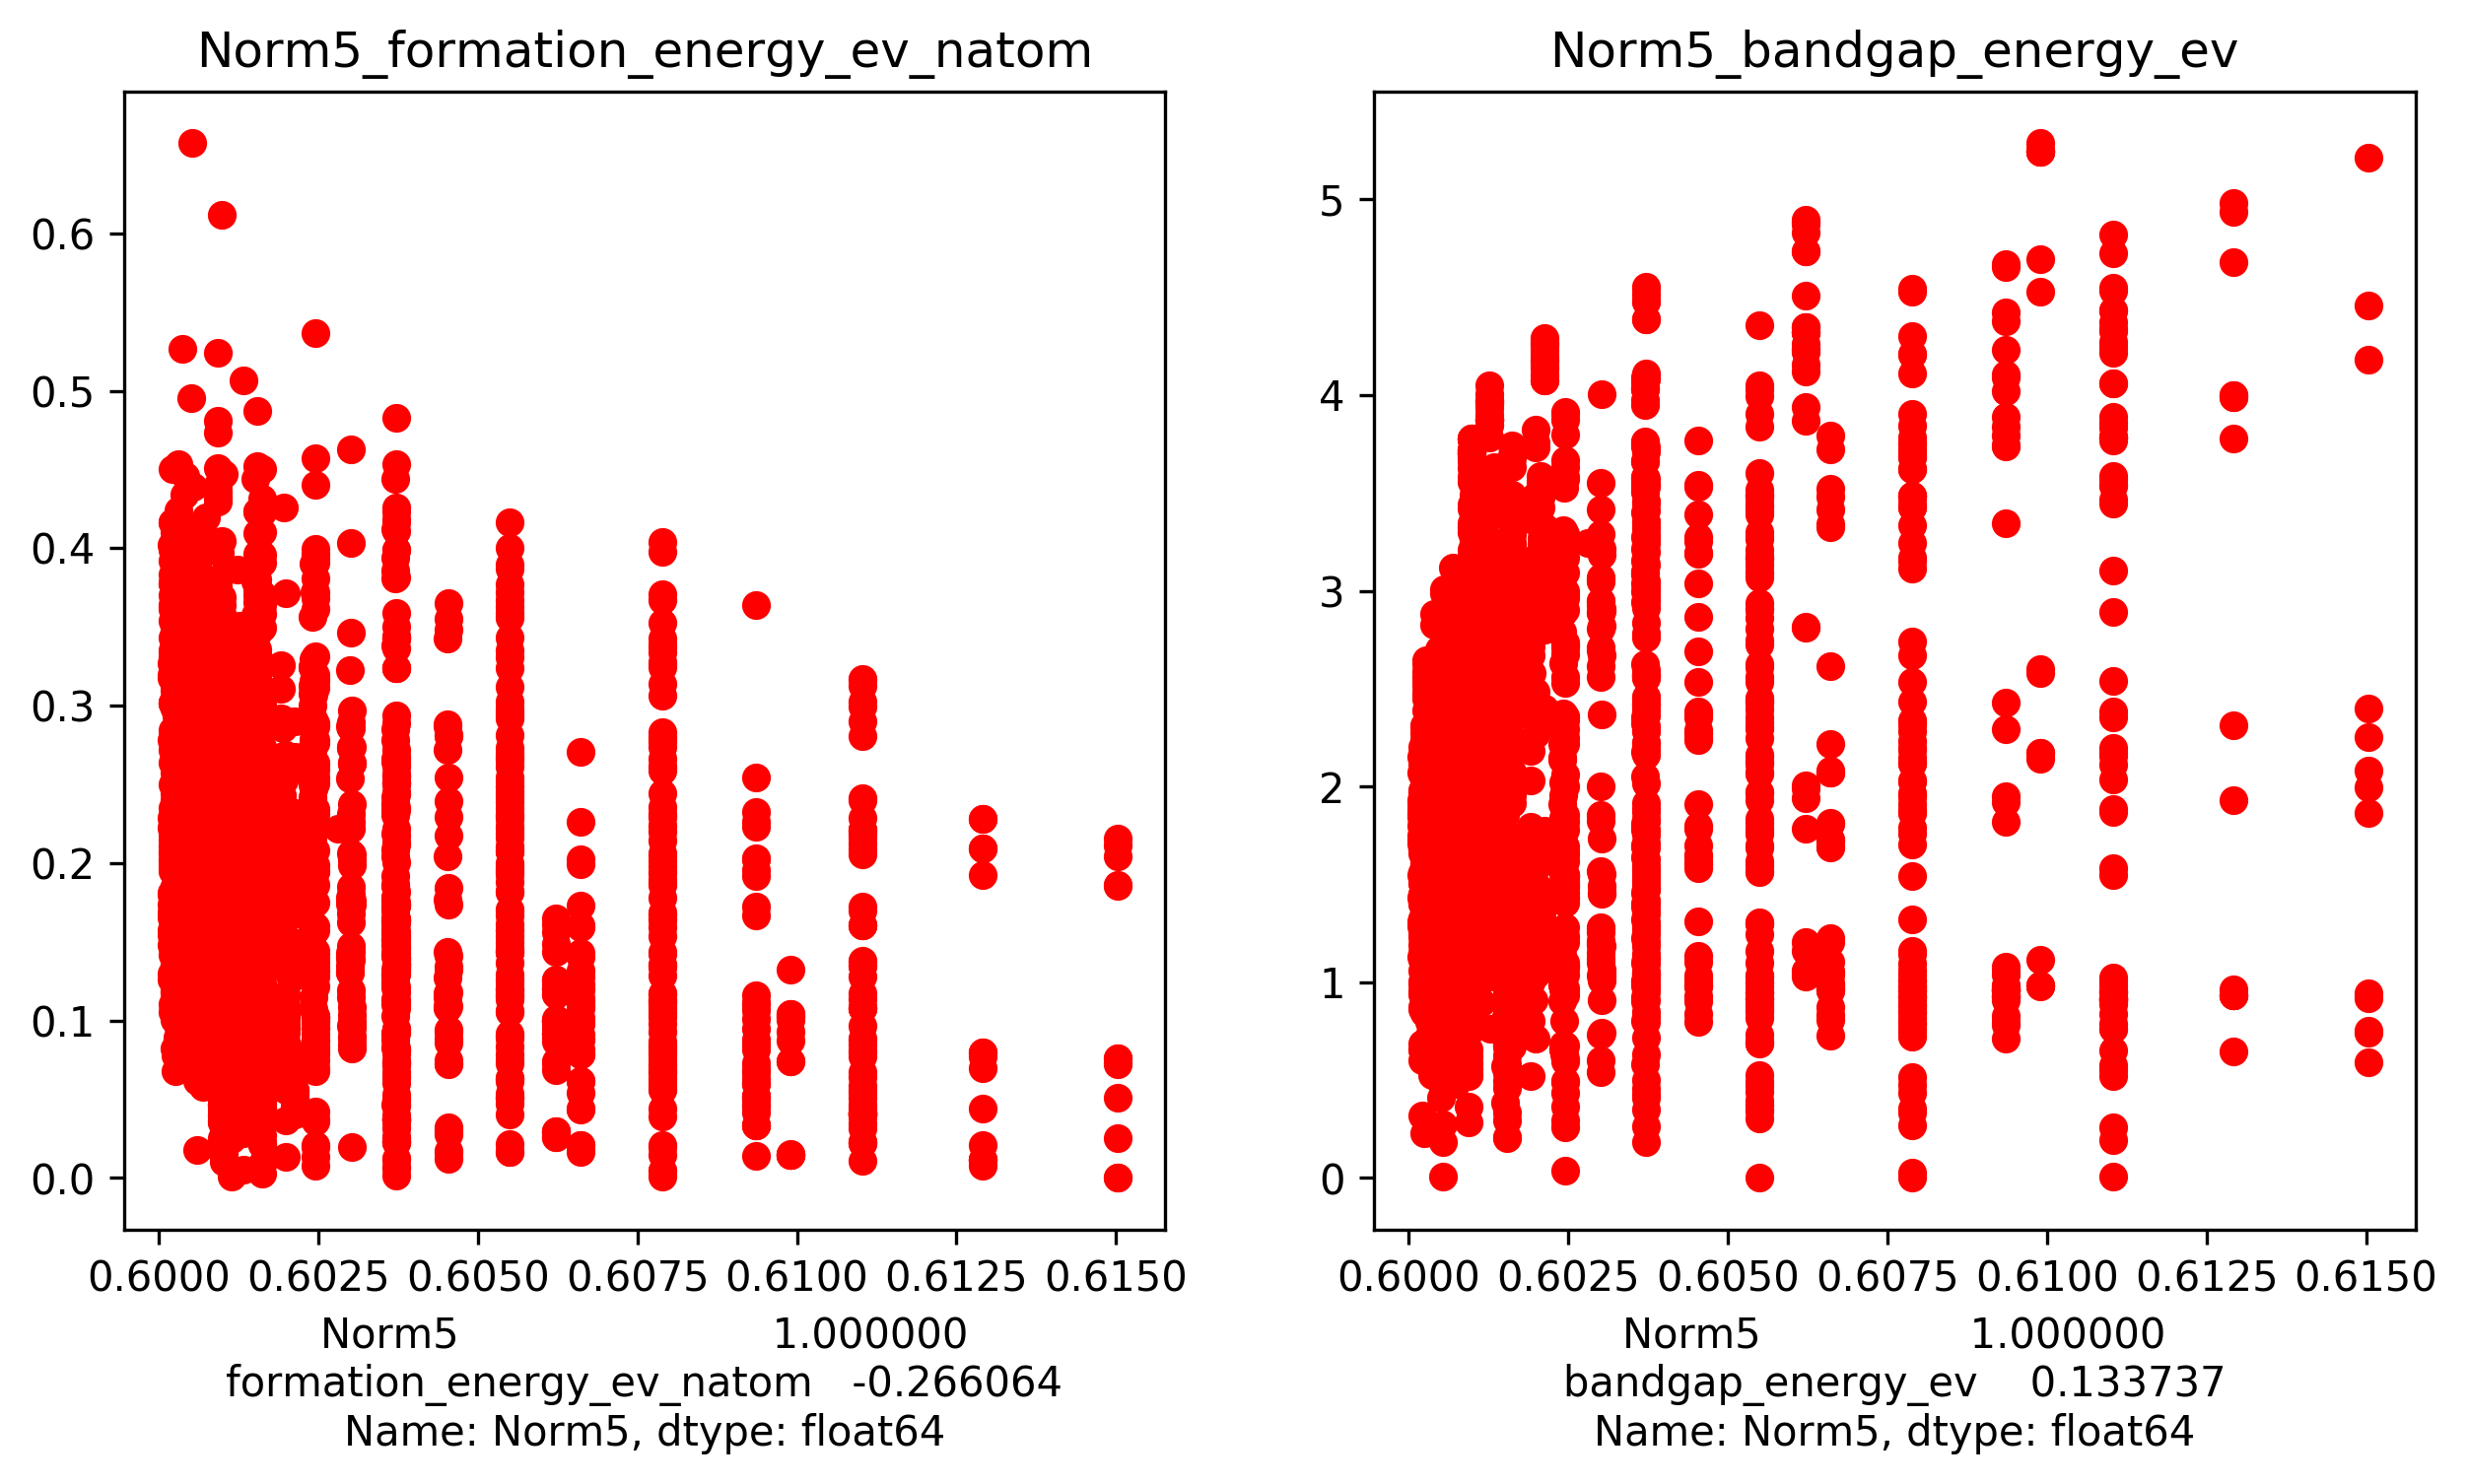 Norm5_formation_energy_ev_natom
0.6
0.5
0.4
0.3
0.2
0.1
0.0
0.6000 0.6025 0.6050 0.6075 0.6100 0.6125 0.6150
Norm5 1.000000
formation_energy_ev_natom -0.266064
Name: Norm5, dtype: float64
Norm5_bandgap_energy_ev
5
4
3
2
1
0
0.6000 0.6025 0.6050 0.6075 0.6100 0.6125 0.6150
Norm5 1.000000
bandgap_energy_ev 0.133737
Name: Norm5, dtype: float64